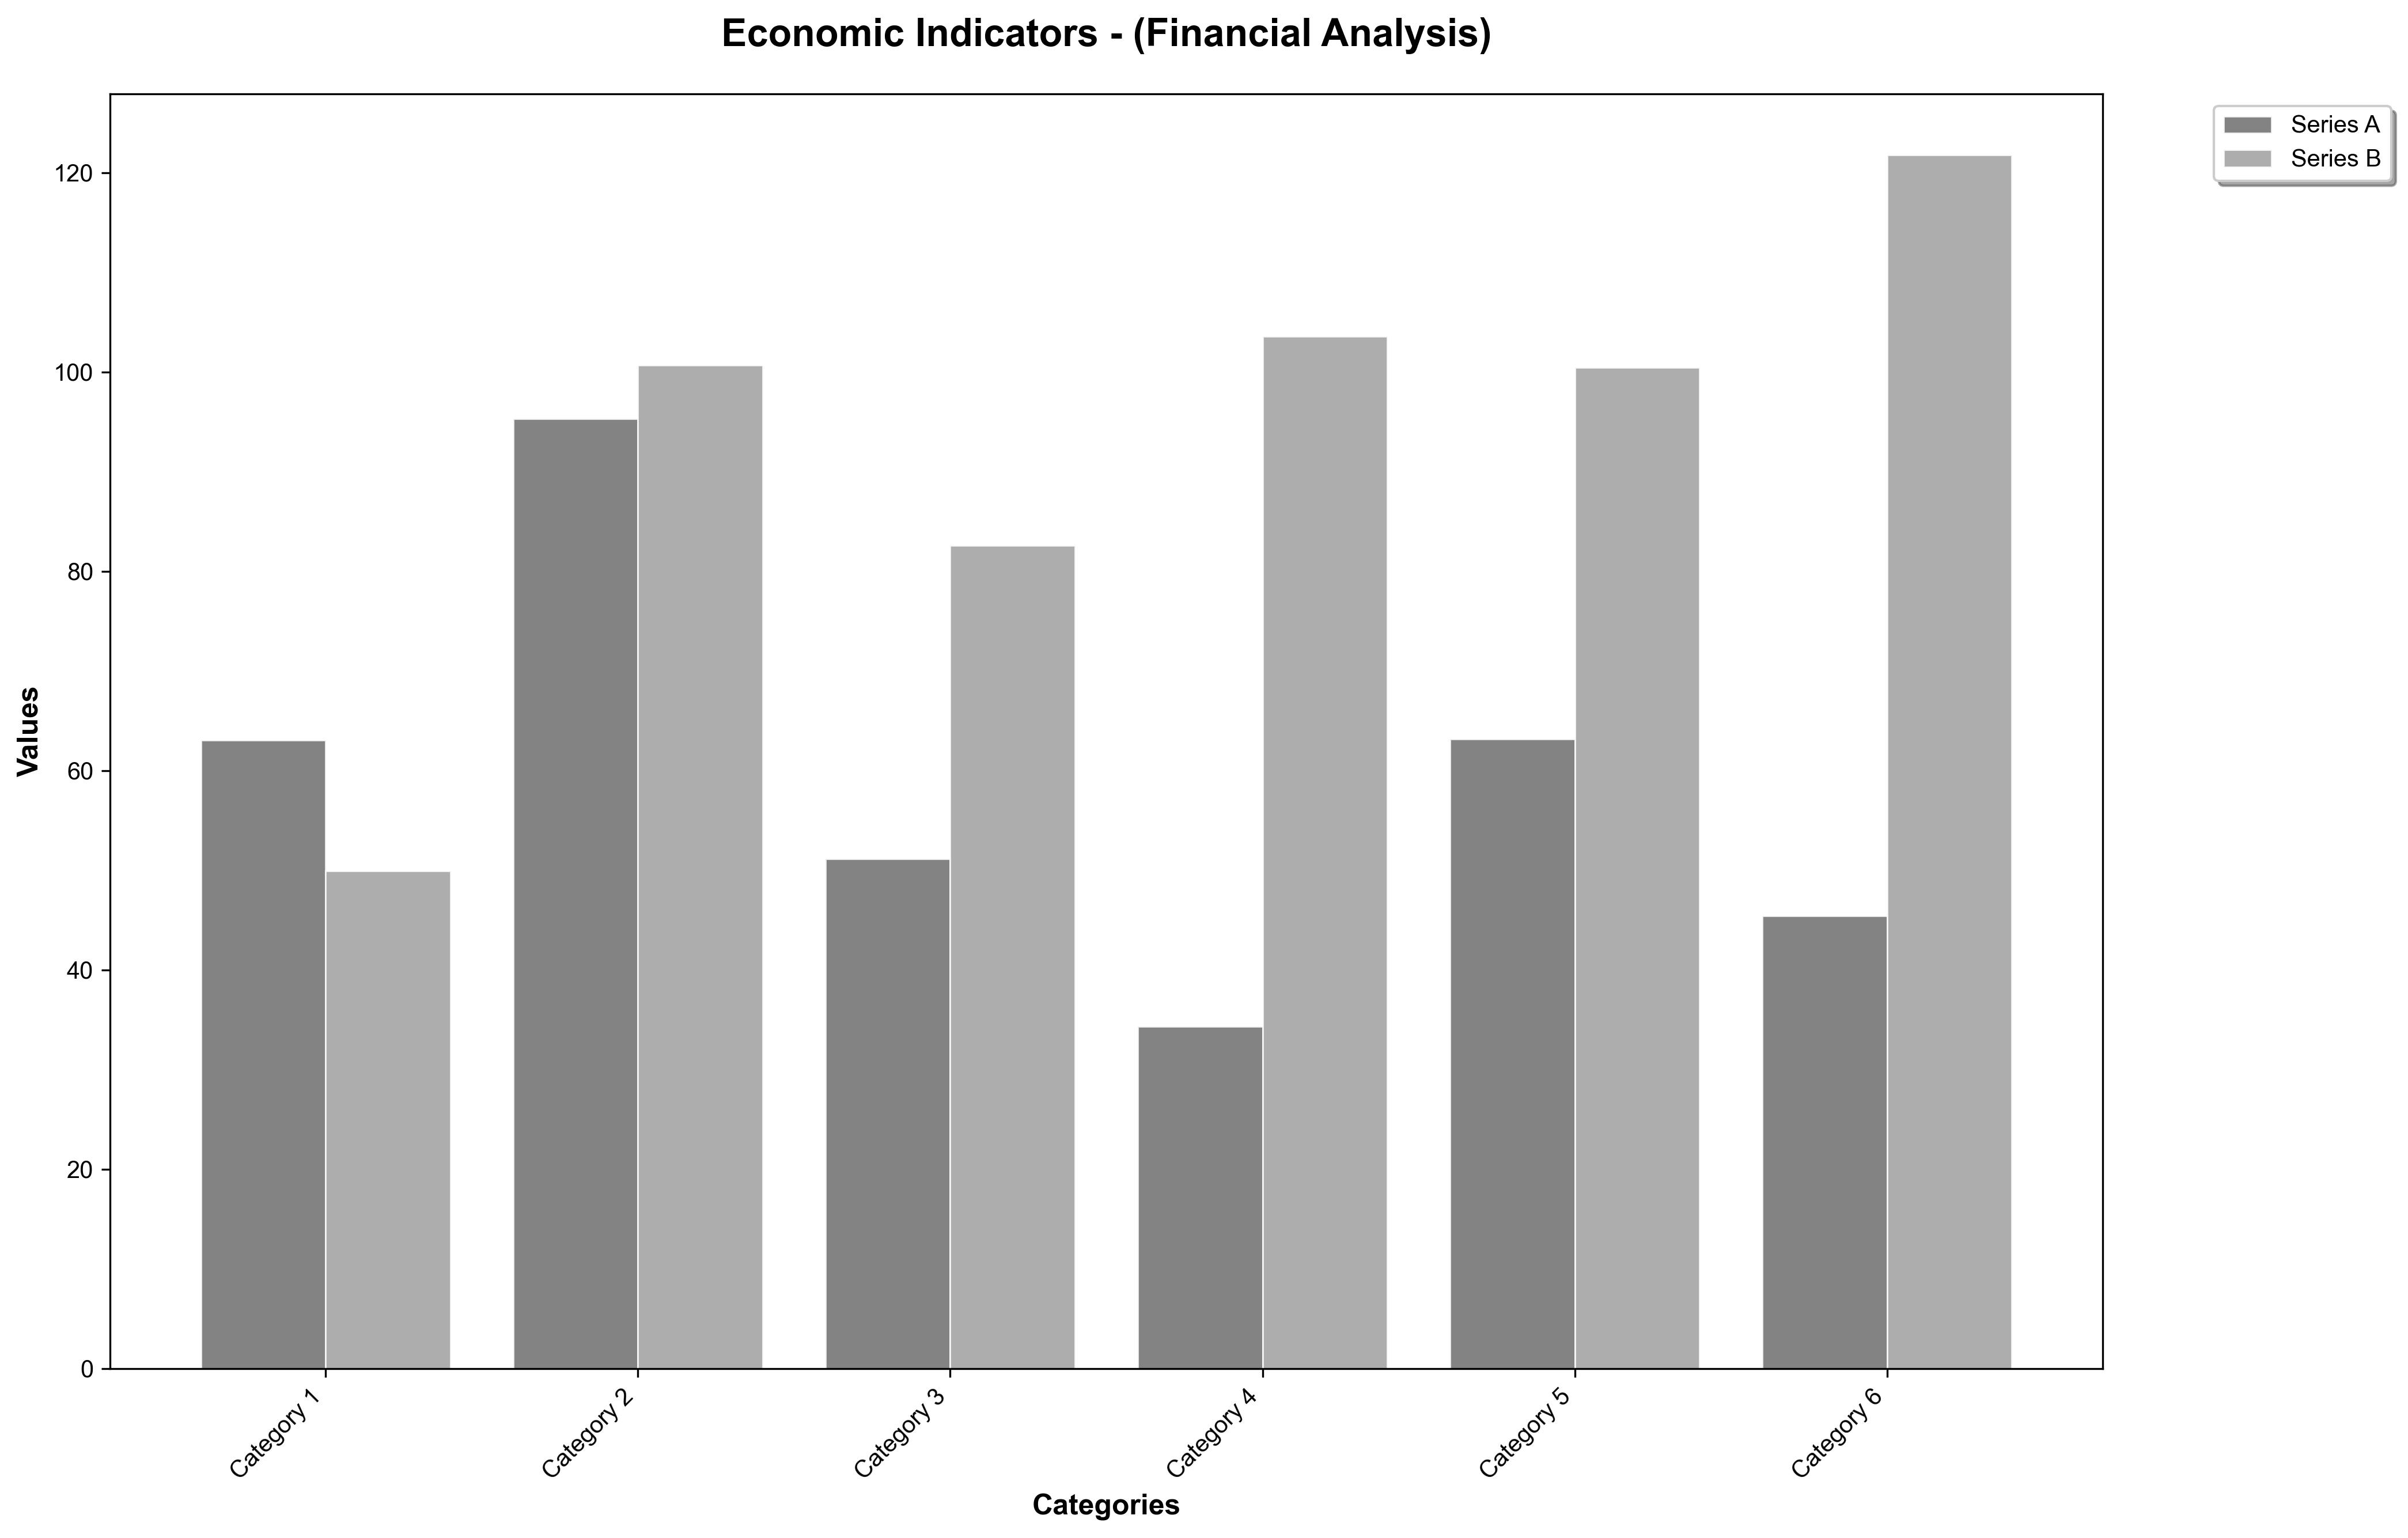 Economic Indicators - (Financial Analysis)
Series A
Series B
Values
120
100
80
60
40
20
0
Category 1
Category 2
Category 3
Category 4
Category 5
Category 6
Categories